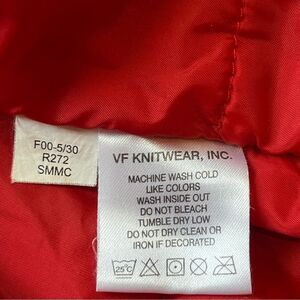 F00-5/30
R272
SMMC
VF KNITWEAR, INC.
MACHINE WASH COLD
LIKE COLORS
WASH INSIDE OUT
DO NOT BLEACH
TUMBLE DRY LOW
DO NOT DRY CLEAN OR
IRON IF DECORATED
25°C